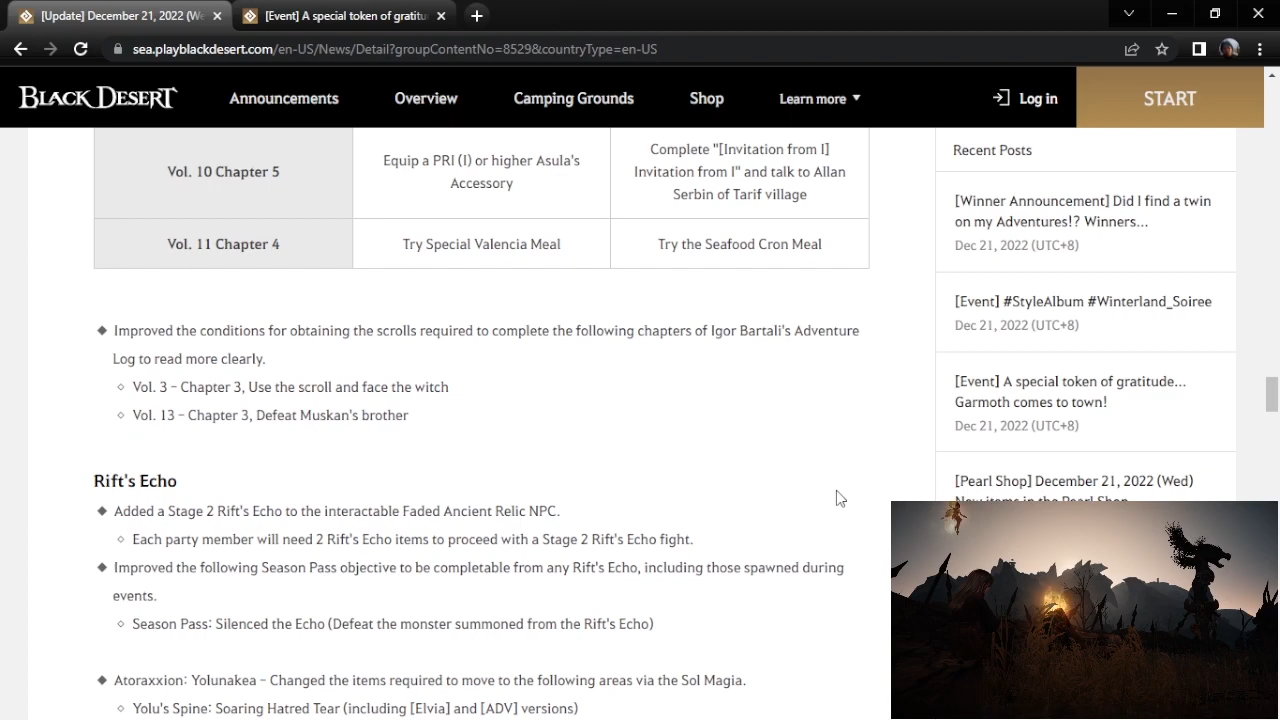 [Update] December 21, 2022 (W
[Event] A special token of gratitu
sea.playblackdesert.com/en-US/News/Detail?groupContentNo=8529&countryType=en-US
BLACK DESERT
Announcements
Overview
Camping Grounds
Shop
Learn more
Log in
START
Vol. 10 Chapter 5
Equip a PRI (I) or higher Asula's
Accessory
Complete "[Invitation from I]
Invitation from I" and talk to Allan
Serbin of Tarif village
Vol. 11 Chapter 4
Try Special Valencia Meal
Try the Seafood Cron Meal
Improved the conditions for obtaining the scrolls required to complete the following chapters of Igor Bartali's Adventure
Log to read more clearly.
Vol. 3 - Chapter 3, Use the scroll and face the witch
Vol. 13 - Chapter 3, Defeat Muskan's brother
Rift's Echo
Added a Stage 2 Rift's Echo to the interactable Faded Ancient Relic NPC.
Each party member will need 2 Rift's Echo items to proceed with a Stage 2 Rift's Echo fight.
Improved the following Season Pass objective to be completable from any Rift's Echo, including those spawned during
events.
Season Pass: Silenced the Echo (Defeat the monster summoned from the Rift's Echo)
Atoraxxion: Yolunakea - Changed the items required to move to the following areas via the Sol Magia.
Yolu's Spine: Soaring Hatred Tear (including [Elvia] and [ADV] versions)
Recent Posts
[Winner Announcement] Did I find a twin
on my Adventures!? Winners...
Dec 21, 2022 (UTC+8)
[Event] #StyleAlbum #Winterland_Soiree
Dec 21, 2022 (UTC+8)
[Event] A special token of gratitude...
Garmoth comes to town!
Dec 21, 2022 (UTC+8)
[Pearl Shop] December 21, 2022 (Wed)
New items in the Pearl Shop